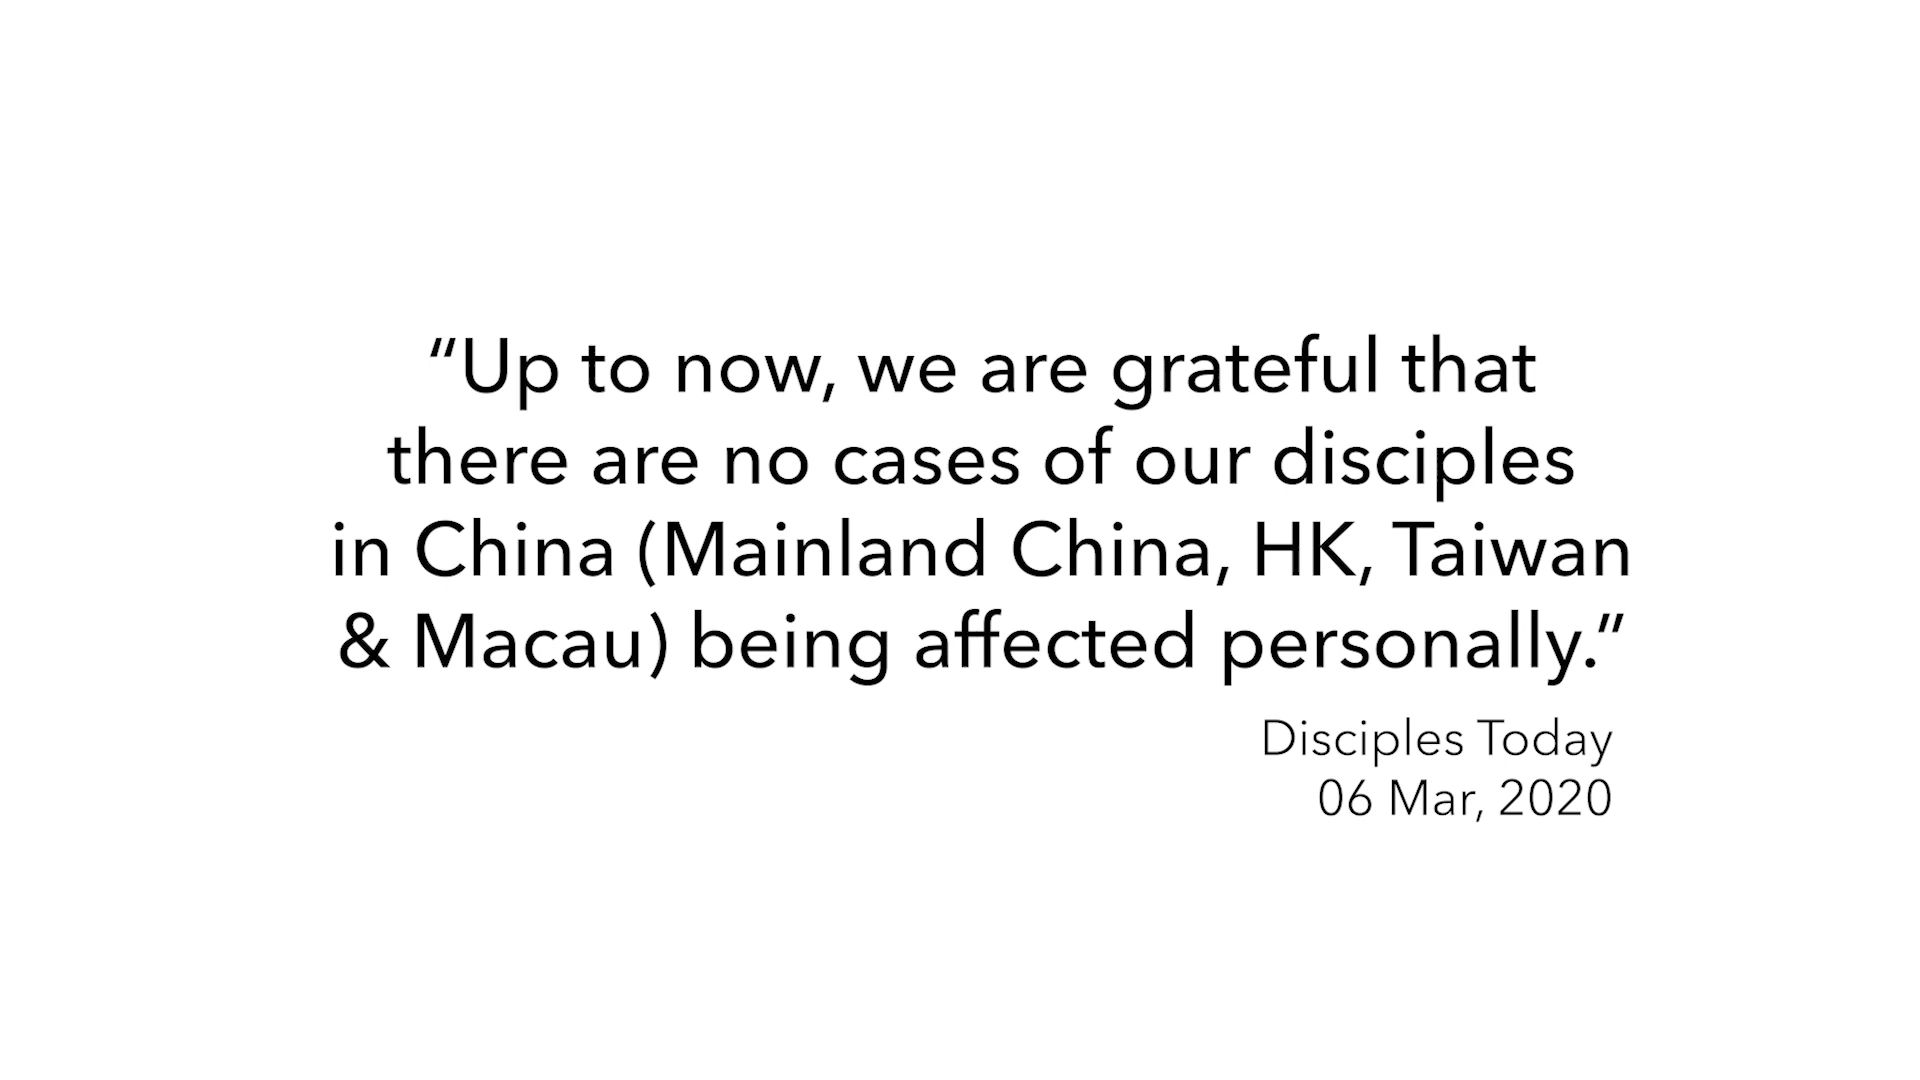 “Up to now, we are grateful that
there are no cases of our disciples
in China (Mainland China, HK, Taiwan
& Macau) being affected personally.”
Disciples Today
06 Mar, 2020